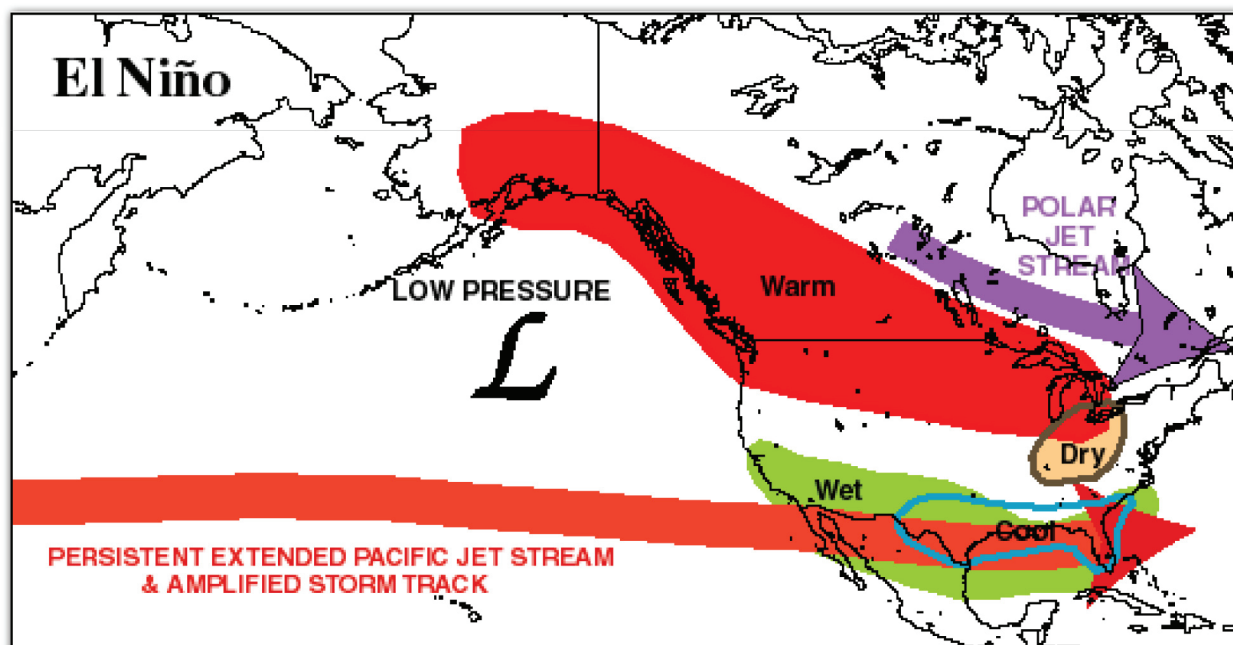 El Niño
POLAR
JET
STREAM
LOW PRESSURE
Warm
L
Dry
Wet
Cool
PERSISTENT EXTENDED PACIFIC JET STREAM
& AMPLIFIED STORM TRACK